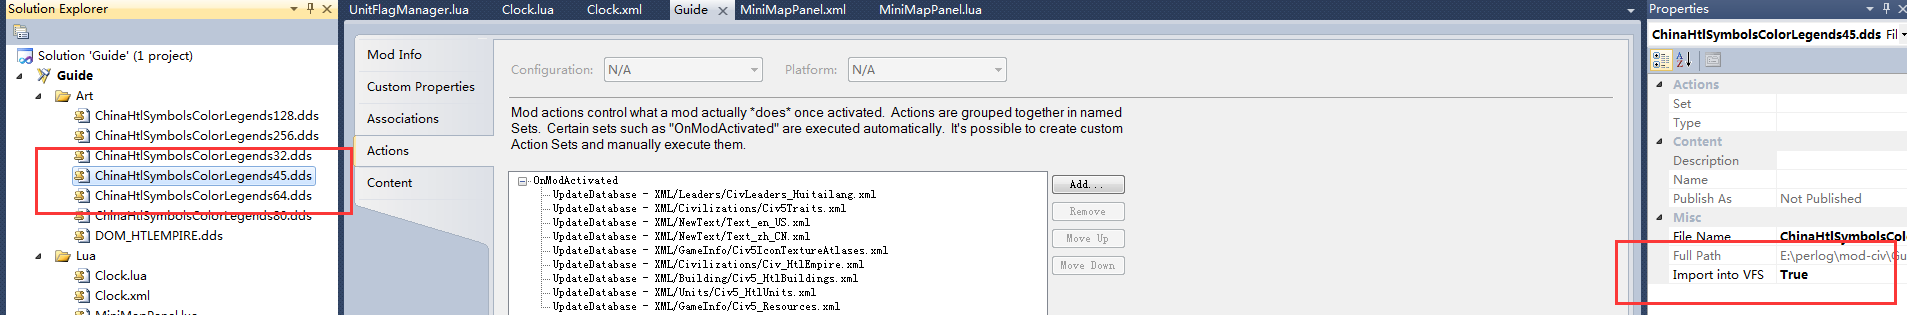 Solution Explorer
Solution 'Guide' (1 project)
Guide
Art
ChinaHtlSymbolsColorLegends128.dds
ChinaHtlSymbolsColorLegends256.dds
ChinaHtlSymbolsColorLegends32.dds
ChinaHtlSymbolsColorLegends45.dds
ChinaHtlSymbolsColorLegends64.dds
ChinaHtlSymbolsColorLegends80.dds
DOM_HTLEMPIRE.dds
Lua
Clock.lua
Clock.xml
MiniMapPanel.lua
UnitFlagManager.lua Clock.lua Clock.xml Guide MiniMapPanel.xml MiniMapPanel.lua
Mod Info
Custom Properties
Associations
Actions
Content
Configuration: N/A Platform: N/A
Mod actions control what a mod actually *does* once activated. Actions are grouped together in named
Sets. Certain sets such as "OnModActivated" are executed automatically. It's possible to create custom
Action Sets and manually execute them.
OnModActivated
UpdateDatabase - XML/Leaders/CivLeaders_Huitailang.xml
UpdateDatabase - XML/Civilizations/Civ5Traits.xml
UpdateDatabase - XML/NewText/Text_en_US.xml
UpdateDatabase - XML/NewText/Text_zh_CN.xml
UpdateDatabase - XML/GameInfo/Civ5IconTextureAtlases.xml
UpdateDatabase - XML/Civilizations/Civ_HtlEmpire.xml
UpdateDatabase - XML/Building/Civ5_HtlBuildings.xml
UpdateDatabase - XML/Units/Civ5_HtlUnits.xml
UpdateDatabase - XML/GameInfo/Civ5_Resources.xml
Add...
Remove
Move Up
Move Down
Properties
ChinaHtlSymbolsColorLegends45.dds Fil
Actions
Set
Type
Content
Description
Name
Publish As Not Published
Misc
File Name ChinaHtlSymbolsCo
Full Path E:\perlog\mod-civ\Gu
Import into VFS True